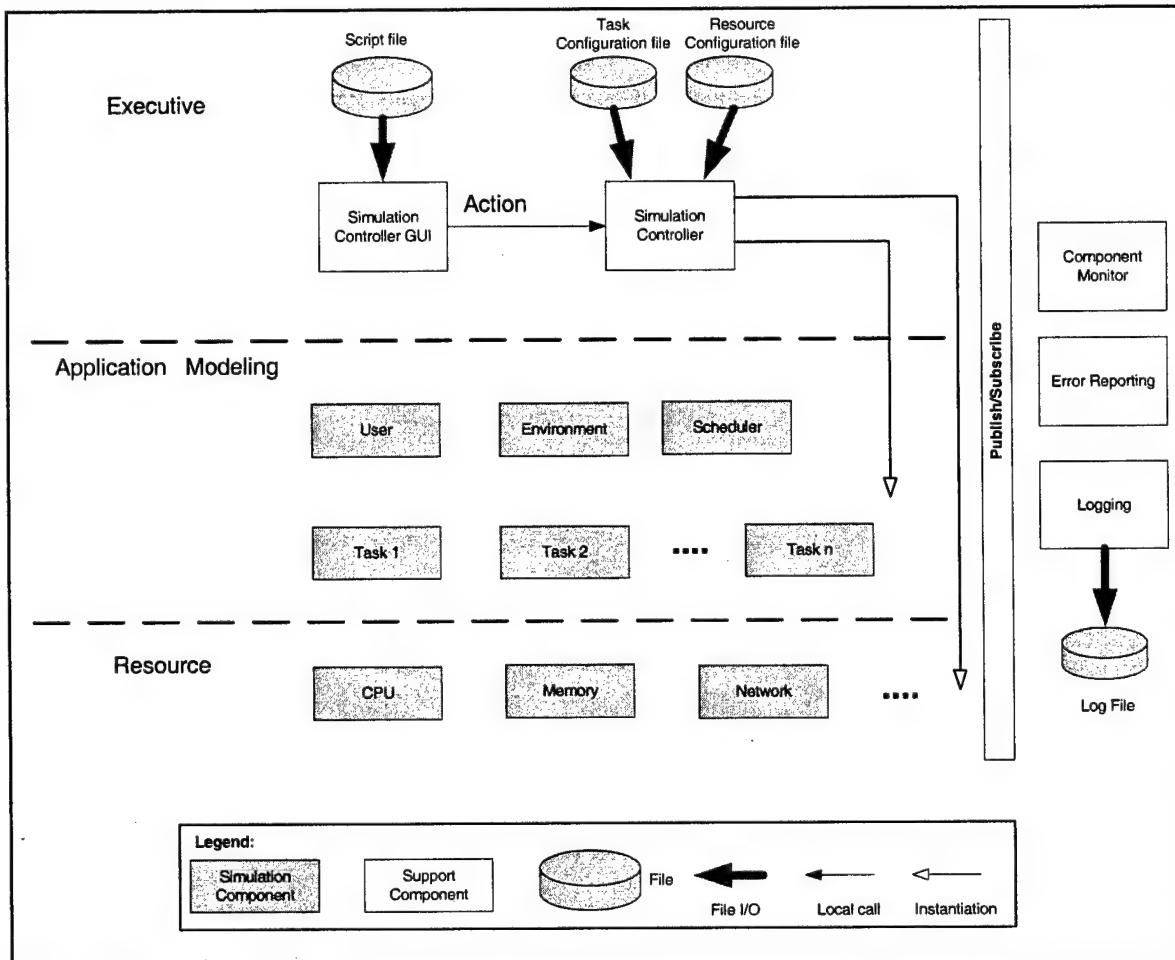 Script file
Task
Configuration file
Resource
Configuration file
Executive
Simulation
Controller GUI
Action
Simulation
Controller
Component
Monitor
Application Modeling
Error Reporting
Publish/Subscribe
User
Environment
Scheduler
Logging
Task 1
Task 2
....
Task n
Resource
CPU
Memory
Network
....
Log File
Legend:
Simulation
Component
Support
Component
File
File I/O
Local call
Instantiation